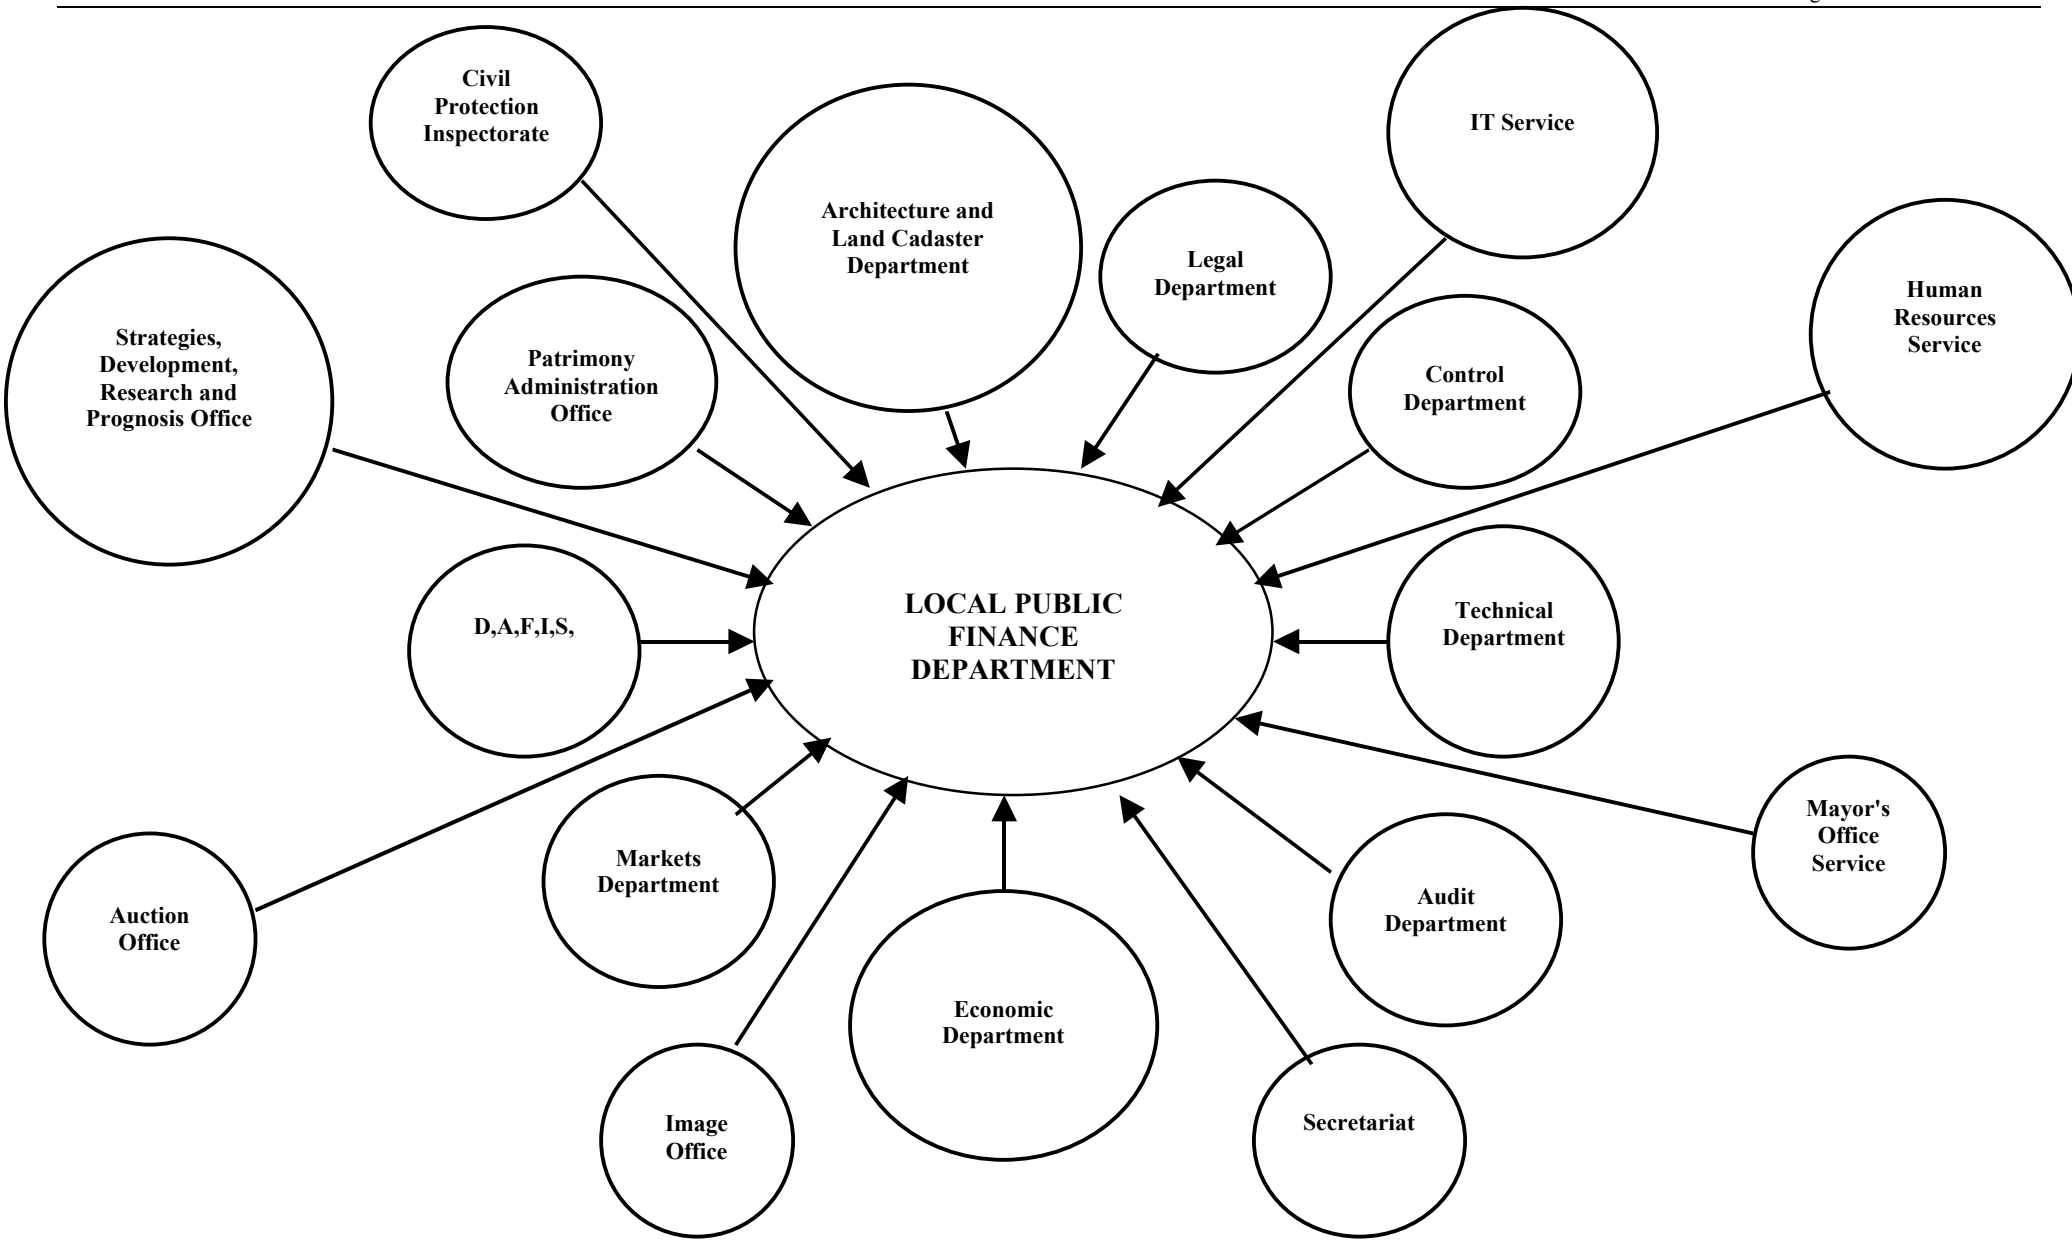 Civil
Protection
Inspectorate
IT Service
Architecture and
Land Cadaster
Department
Legal
Department
Human
Resources
Service
Strategies,
Development,
Research and
Prognosis Office
Patrimony
Administration
Office
Control
Department
D,A,F,I,S,
LOCAL PUBLIC
FINANCE
DEPARTMENT
Technical
Department
Mayor's
Office
Service
Markets
Department
Audit
Department
Auction
Office
Economic
Department
Image
Office
Secretariat